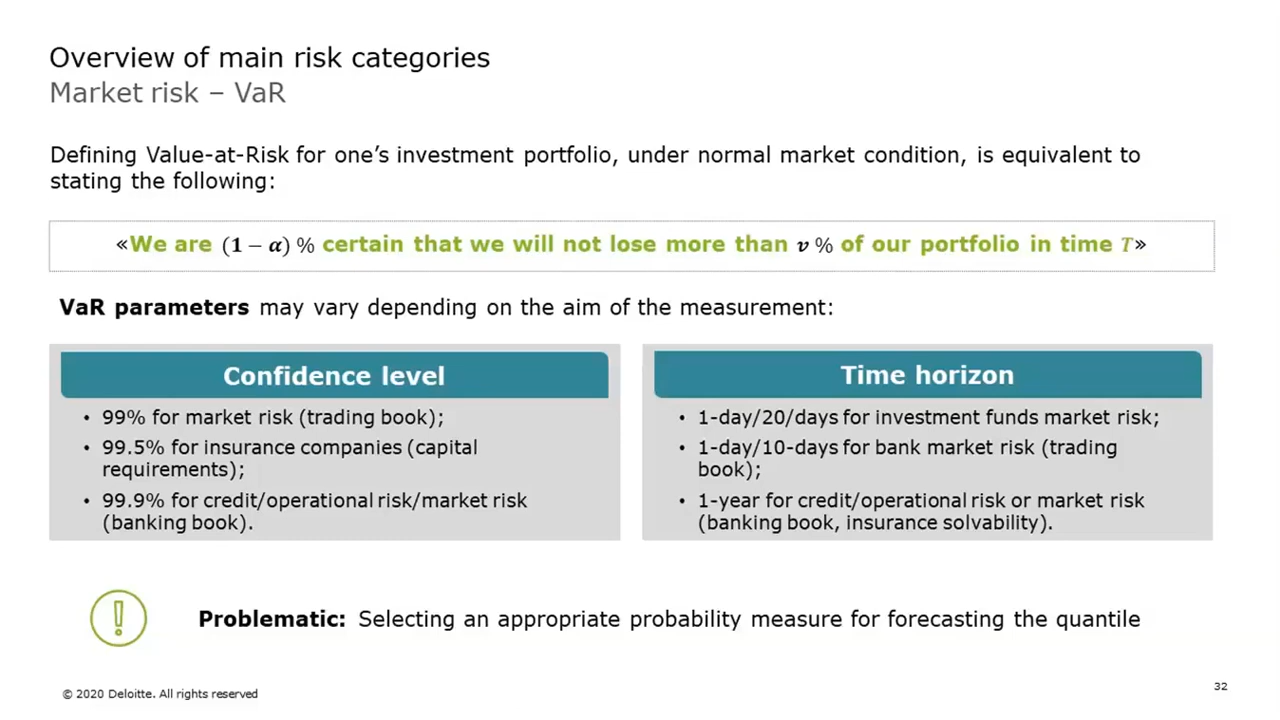 Overview of main risk categories
Market risk – VaR
Defining Value-at-Risk for one’s investment portfolio, under normal market condition, is equivalent to
stating the following:
«We are (1 − α) % certain that we will not lose more than v % of our portfolio in time T»
VaR parameters may vary depending on the aim of the measurement:
Confidence level
• 99% for market risk (trading book);
• 99.5% for insurance companies (capital
requirements);
• 99.9% for credit/operational risk/market risk
(banking book).
Time horizon
• 1-day/20/days for investment funds market risk;
• 1-day/10-days for bank market risk (trading
book);
• 1-year for credit/operational risk or market risk
(banking book, insurance solvability).
Problematic: Selecting an appropriate probability measure for forecasting the quantile
© 2020 Deloitte. All rights reserved
32